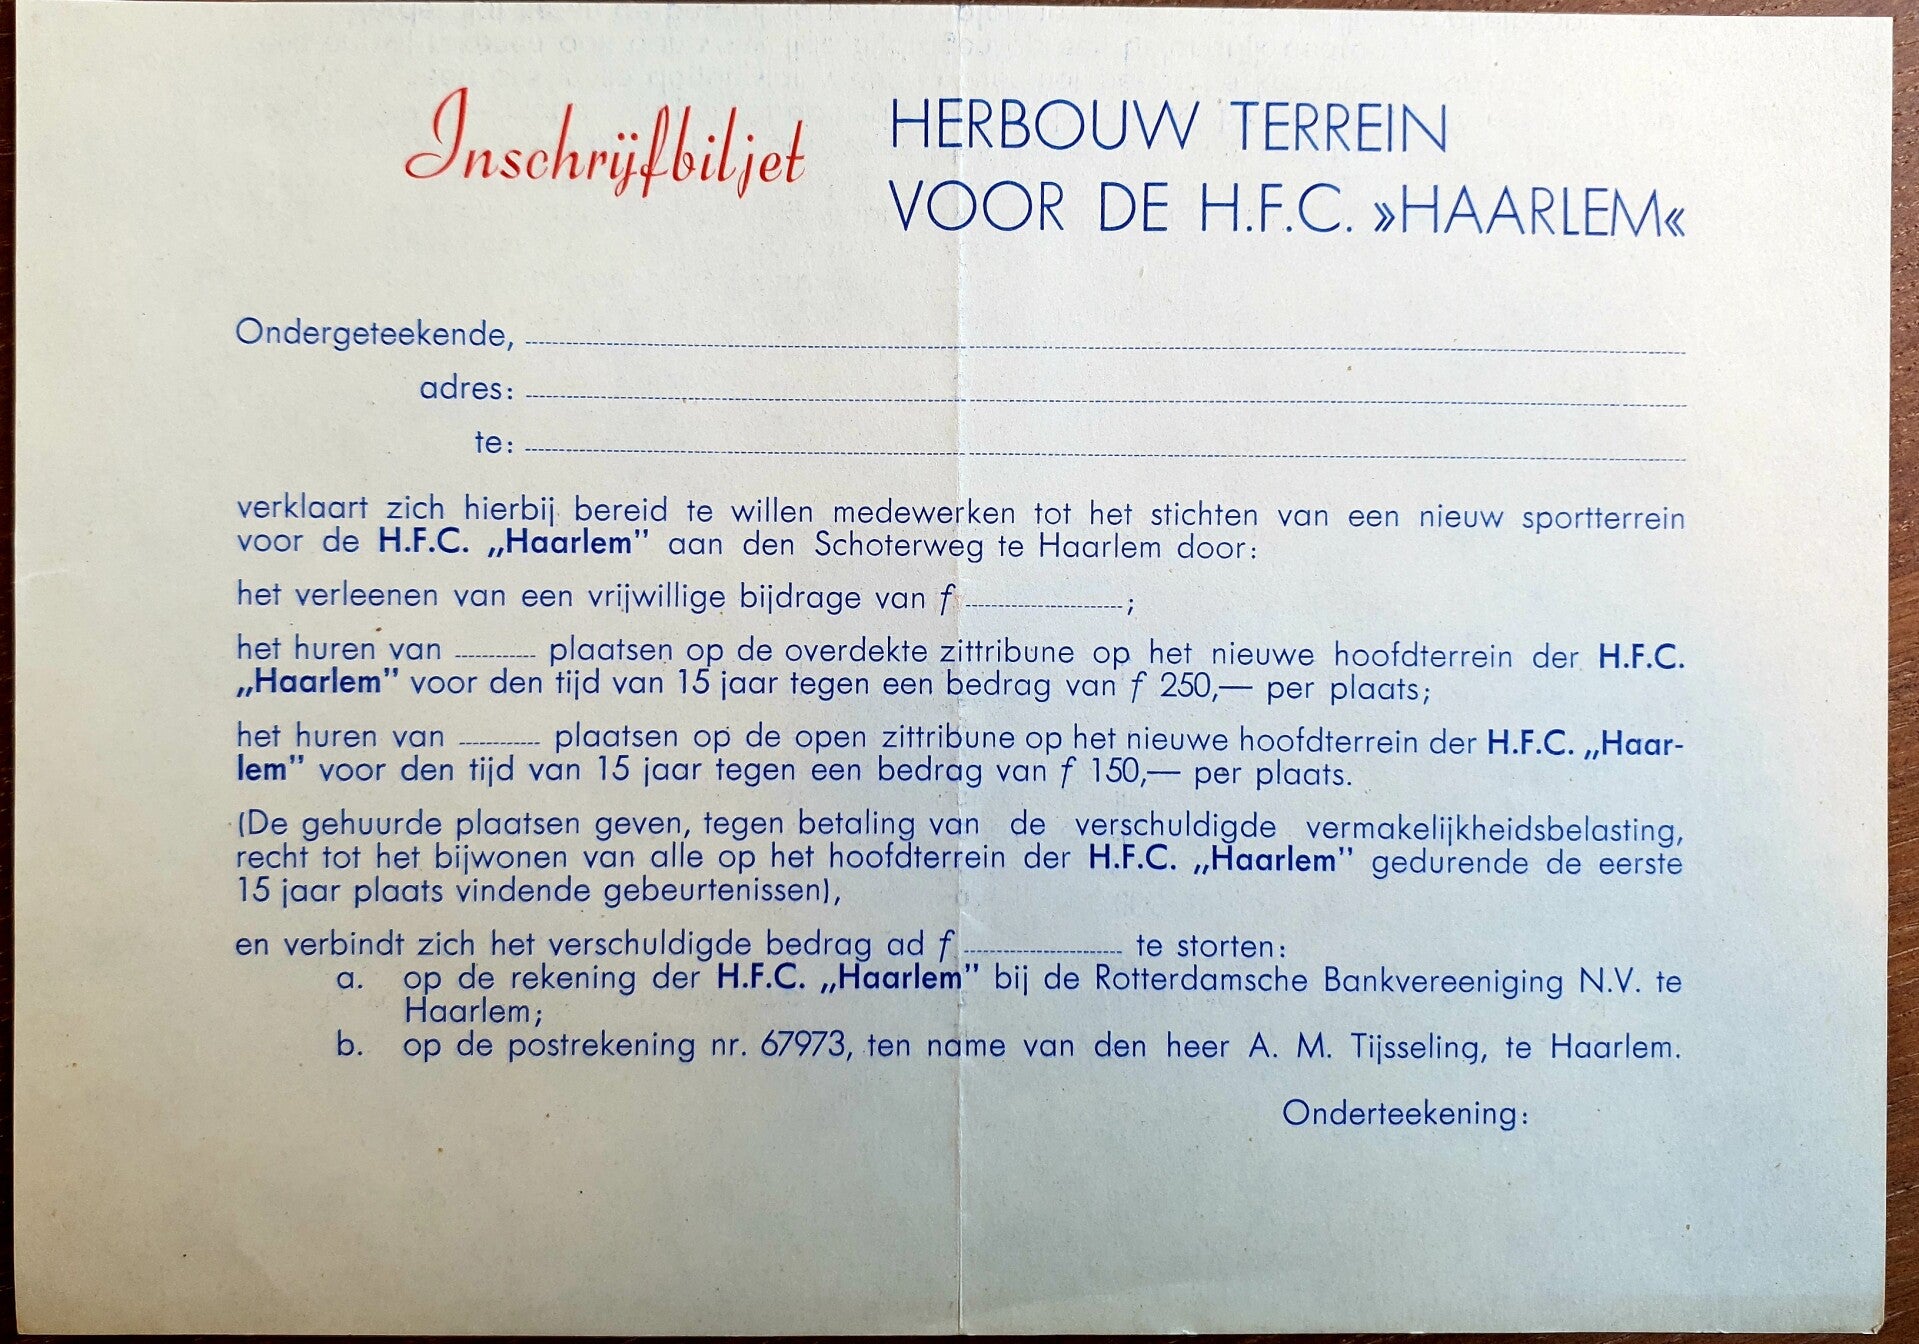 Inschrijfbiljet
HERBOUW TERREIN
VOOR DE H.F.C. »HAARLEM«
Ondergeteekende,
adres:
te:
verklaart zich hierbij bereid te willen medewerken tot het stichten van een nieuw sportterrein
voor de H.F.C. „Haarlem” aan den Schoterweg te Haarlem door:
het verleenen van een vrijwillige bijdrage van f ............ ;
het huren van ............ plaatsen op de overdekte zittribune op het nieuwe hoofdterrein der H.F.C.
„Haarlem” voor den tijd van 15 jaar tegen een bedrag van f 250,— per plaats;
het huren van ............ plaatsen op de open zittribune op het nieuwe hoofdterrein der H.F.C. „Haar-
lem” voor den tijd van 15 jaar tegen een bedrag van f 150,— per plaats.
(De gehuurde plaatsen geven, tegen betaling van de verschuldigde vermakelijkheidsbelasting,
recht tot het bijwonen van alle op het hoofdterrein der H.F.C. „Haarlem” gedurende de eerste
15 jaar plaats vindende gebeurtenissen),
en verbindt zich het verschuldigde bedrag ad f ............ te storten:
a. op de rekening der H.F.C. „Haarlem” bij de Rotterdamsche Bankvereeniging N.V. te
Haarlem;
b. op de postrekening nr. 67973, ten name van den heer A. M. Tijsseling, te Haarlem.
Onderteekening: